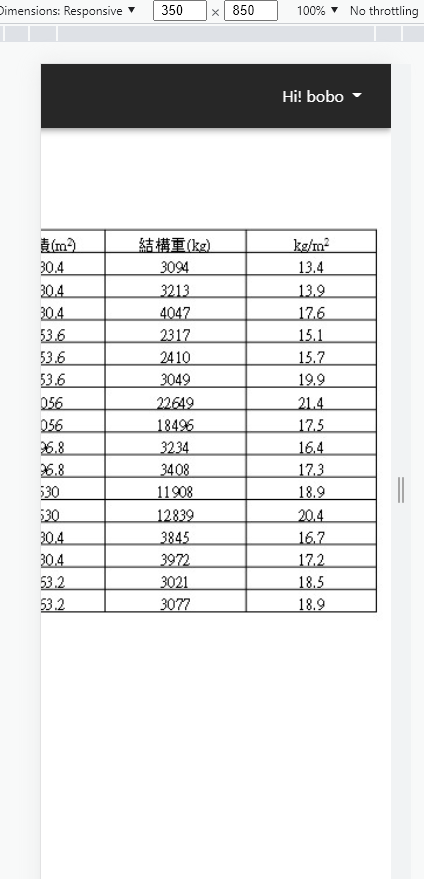 Dimensions: Responsive ▼ 350 × 850 100% ▼ No throttling
Hi! bobo
積(m²) 結構重(kg) kg/m²
30.4 3094 13.4
30.4 3213 13.9
30.4 4047 17.6
53.6 2317 15.1
53.6 2410 15.7
53.6 3049 19.9
056 22649 21.4
056 18496 17.5
96.8 3234 16.4
96.8 3408 17.3
530 11908 18.9
530 12839 20.4
30.4 3845 16.7
30.4 3972 17.2
53.2 3021 18.5
53.2 3077 18.9